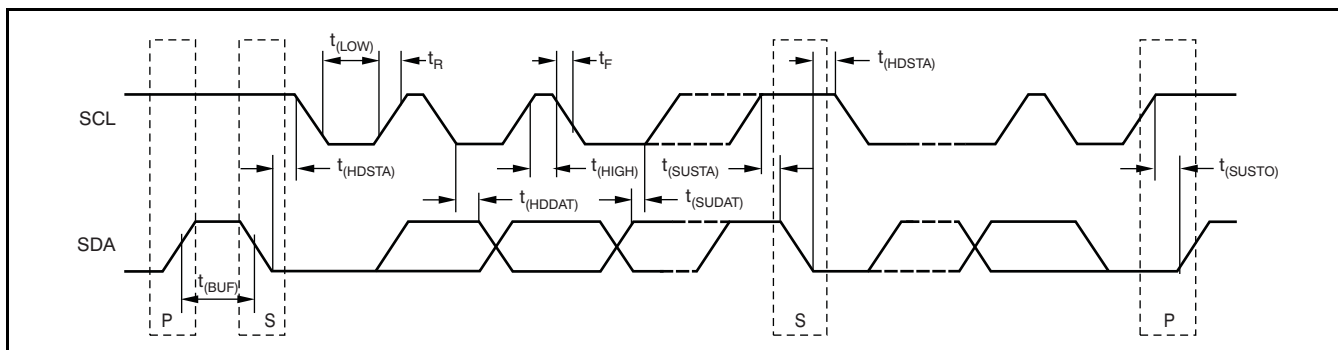 t(LOW)
tR
tF
t(HDSTA)
SCL
t(HDSTA)
t(HIGH)
t(SUSTA)
t(SUSTO)
t(HDDAT)
t(SUDAT)
SDA
t(BUF)
P
S
S
P